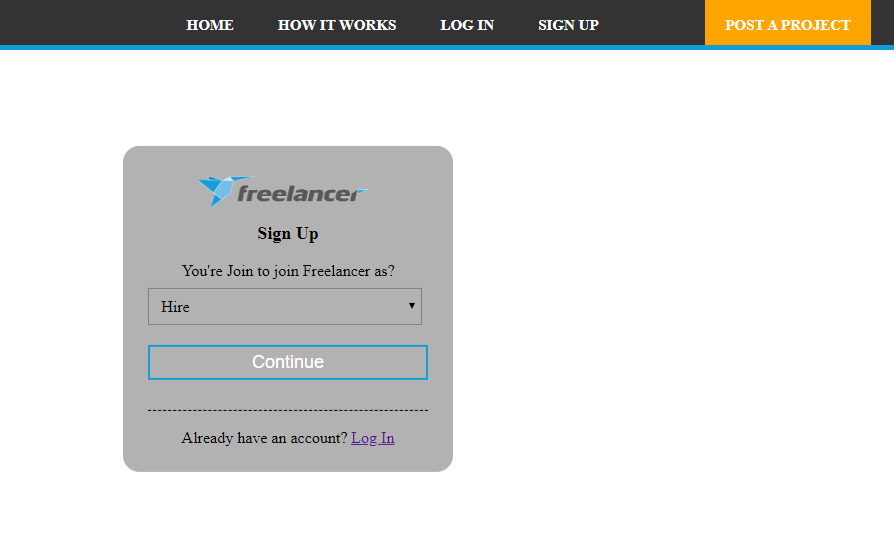 HOME HOW IT WORKS LOG IN SIGN UP POST A PROJECT
freelancer
Sign Up
You're Join to join Freelancer as?
Hire
Continue
Already have an account? Log In